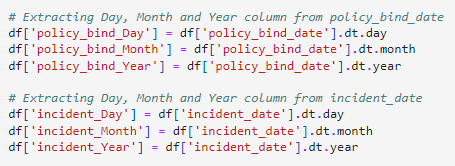 # Extracting Day, Month and Year column from policy_bind_date
df['policy_bind_Day'] = df['policy_bind_date'].dt.day
df['policy_bind_Month'] = df['policy_bind_date'].dt.month
df['policy_bind_Year'] = df['policy_bind_date'].dt.year
# Extracting Day, Month and Year column from incident_date
df['incident_Day'] = df['incident_date'].dt.day
df['incident_Month'] = df['incident_date'].dt.month
df['incident_Year'] = df['incident_date'].dt.year